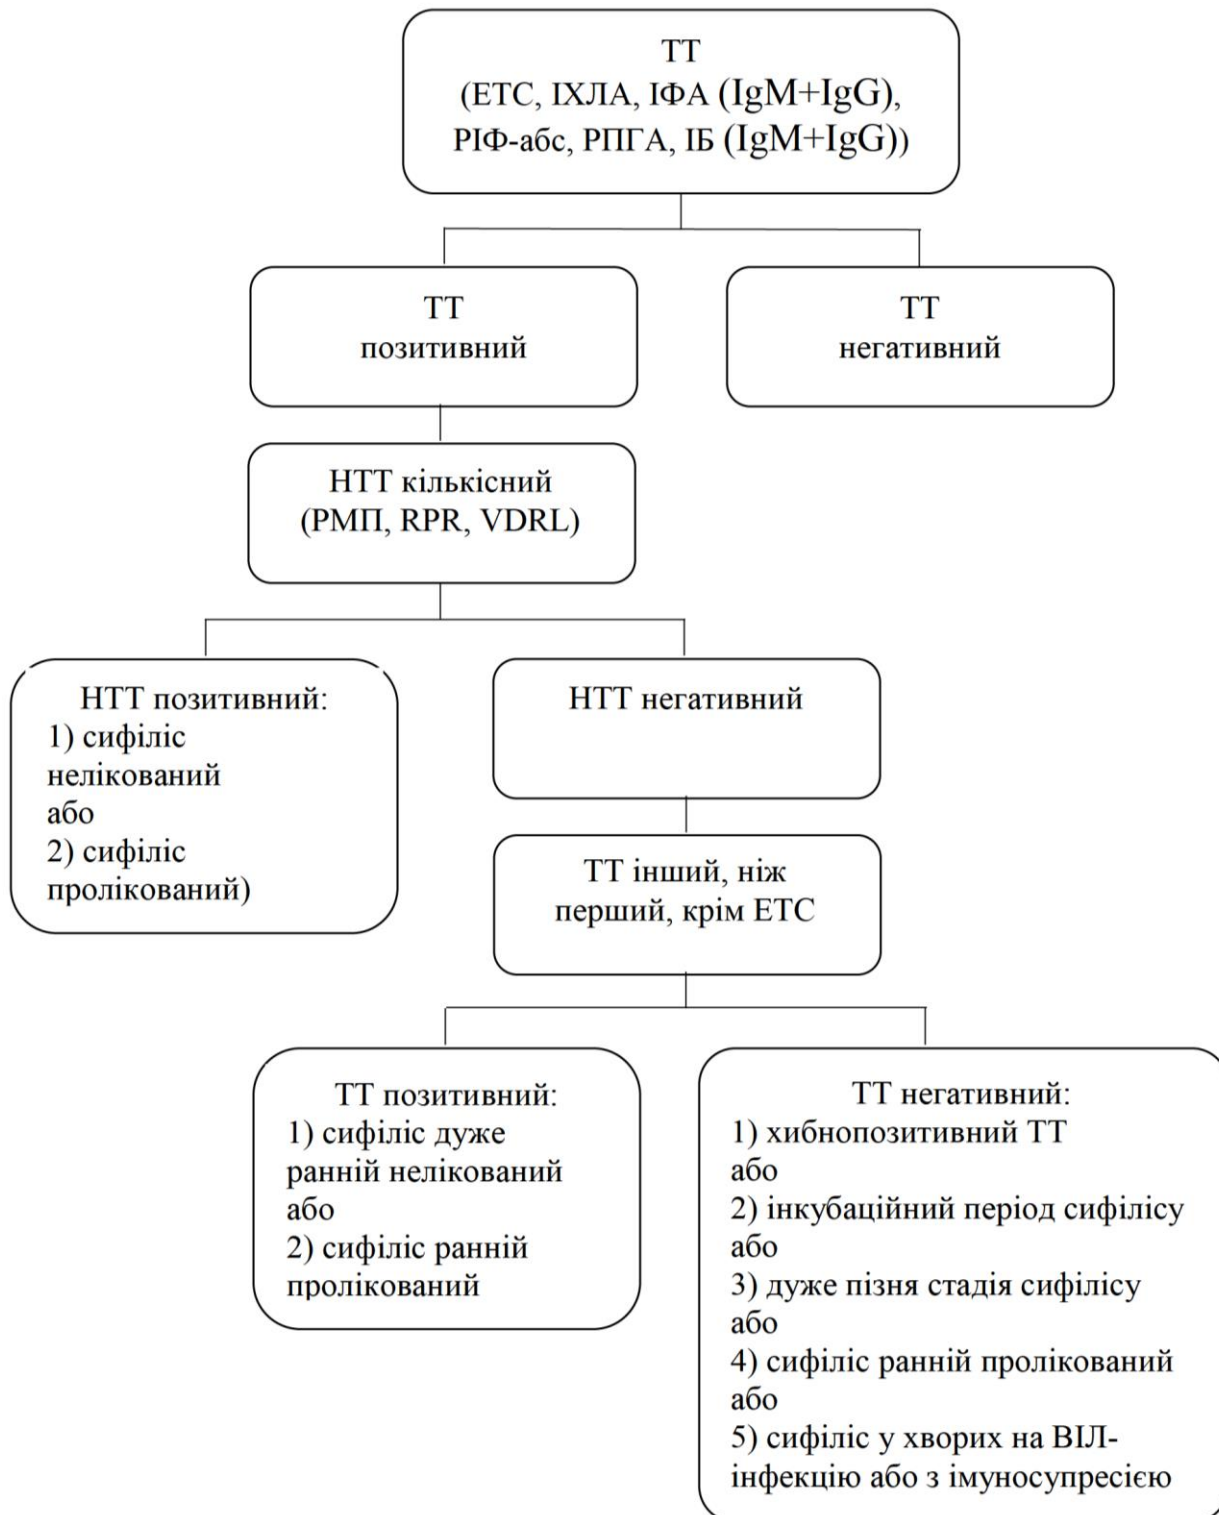 ТТ
(ЕТС, ІХЛА, ІФА (IgM+IgG),
РІФ-абс, РПГА, ІБ (IgM+IgG))
ТТ
позитивний
ТТ
негативний
НТТ кількісний
(РМП, RPR, VDRL)
НТТ позитивний:
1) сифіліс
нелікований
або
2) сифіліс
пролікований)
НТТ негативний
ТТ інший, ніж
перший, крім ЕТС
ТТ позитивний:
1) сифіліс дуже
ранній нелікований
або
2) сифіліс ранній
пролікований
ТТ негативний:
1) хибнопозитивний ТТ
або
2) інкубаційний період сифілісу
або
3) дуже пізня стадія сифілісу
або
4) сифіліс ранній пролікований
або
5) сифіліс у хворих на ВІЛ-
інфекцію або з імуносупресією